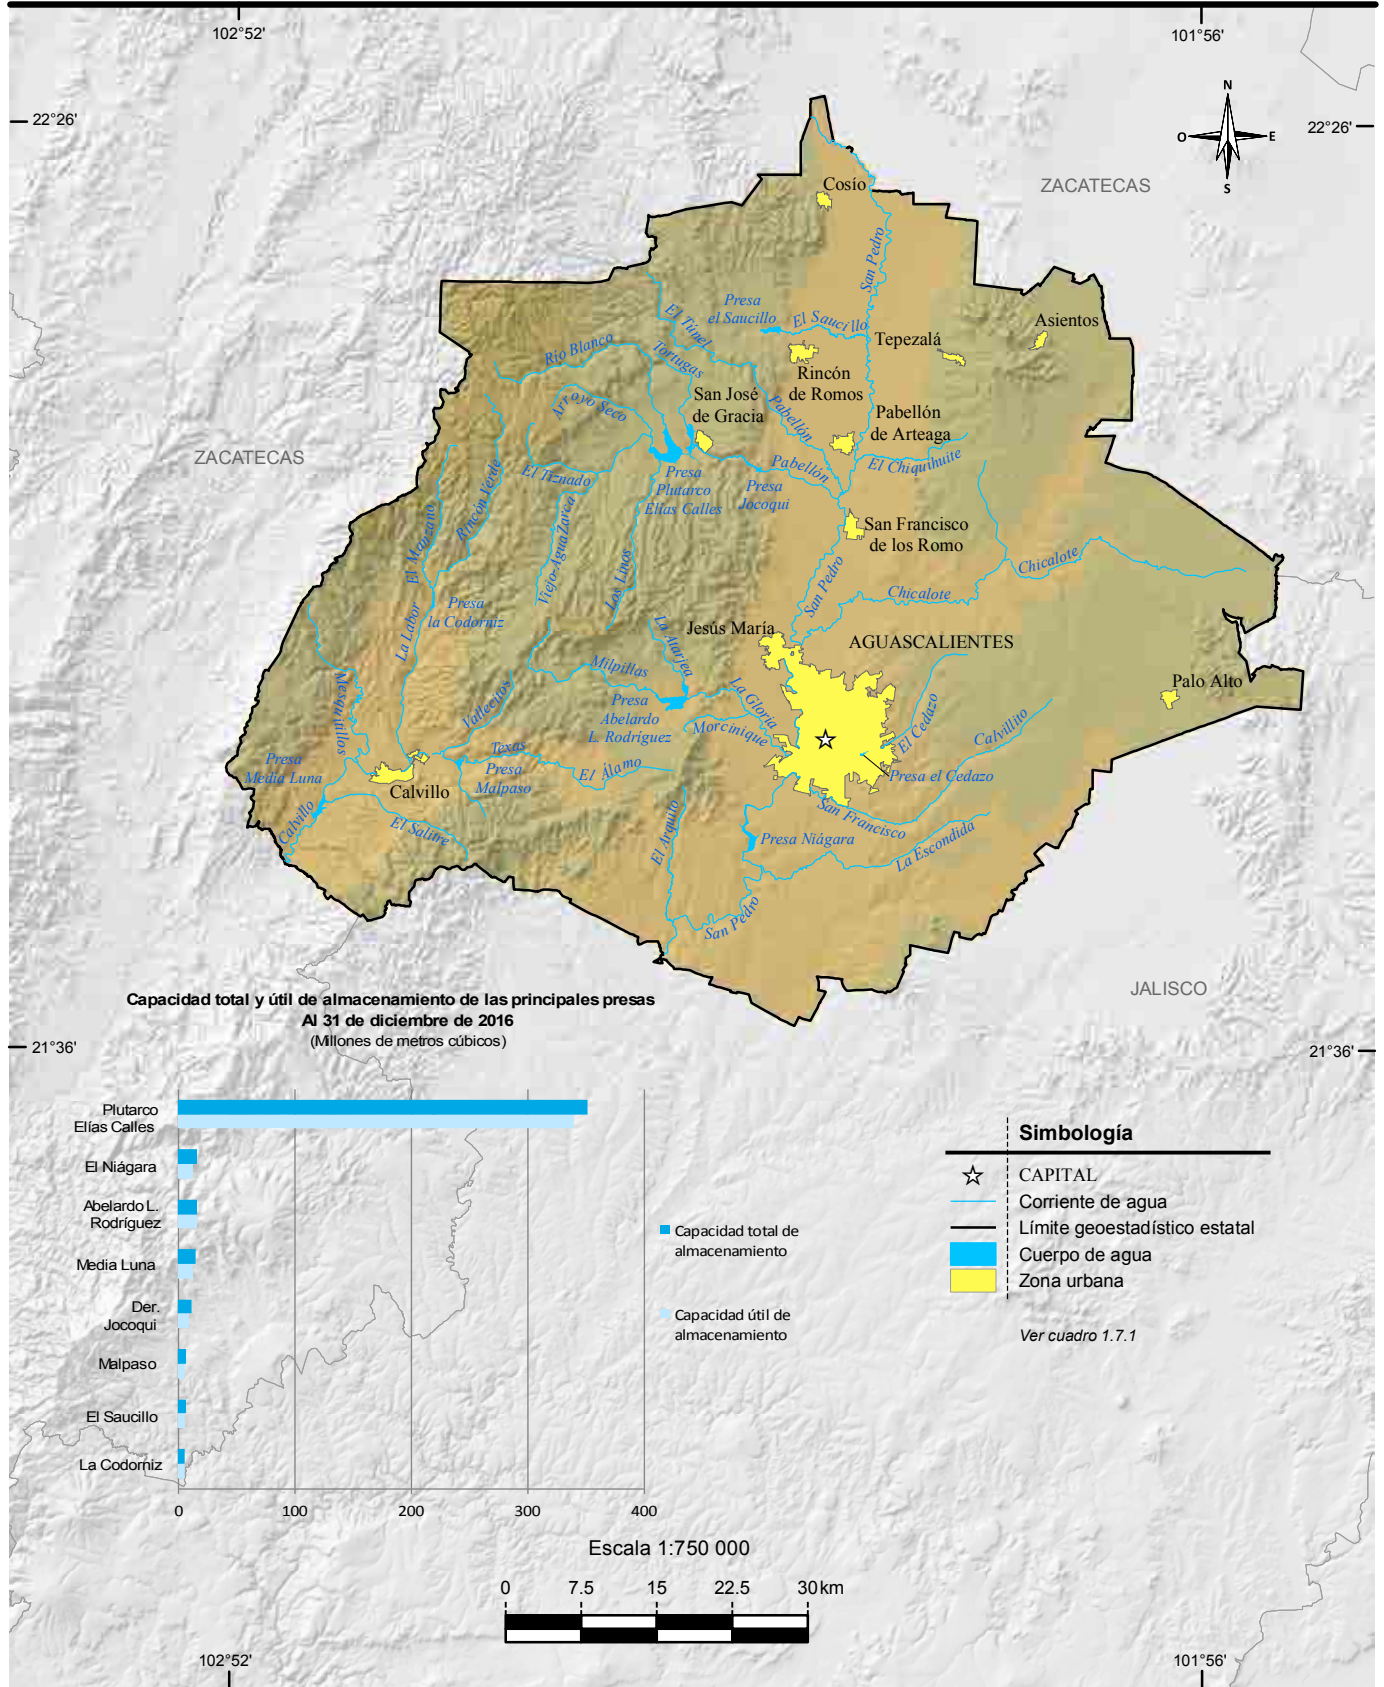 102°52'
101°56'
22°26'
22°26'
N
O
E
S
ZACATECAS
Cosío
San Pedro
Presa
el Saucillo
El Saucillo
El Túnel
Asientos
Tepezalá
Río Blanco
Tortugas
Rincón
de Romos
San José
de Gracia
Arroyo Seco
Pabellón
Pabellón
de Arteaga
ZACATECAS
El Chiquihuite
Pabellón
El Tiznado
Presa
Plutarco
Elías Calles
Presa
Jocoqui
Rincón Verde
El Manzano
Viejo-Agua Zarca
San Francisco
de los Romo
Chicalote
Los Linos
San Pedro
Chicalote
Presa
la Codorniz
La Labor
Jesús María
La Atarjea
AGUASCALIENTES
Milpillas
Palo Alto
Mesquitillos
Vallecitos
Presa
Abelardo
L. Rodríguez
La Gloria
Morcinique
El Cedazo
Calvillito
Texas
Presa
Media Luna
Presa
Malpaso
El Álamo
Presa el Cedazo
Calvillo
Calvillo
El Salitre
El Arquito
San Francisco
Presa Niágara
La Escondida
San Pedro
JALISCO
Capacidad total y útil de almacenamiento de las principales presas
Al 31 de diciembre de 2016
(Millones de metros cúbicos)
21°36'
21°36'
Plutarco
Elías Calles
El Niágara
Abelardo L.
Rodríguez
Media Luna
Der.
Jocoqui
Malpaso
El Saucillo
La Codorniz
0
100
200
300
400
Capacidad total de
almacenamiento
Capacidad útil de
almacenamiento
Simbología
CAPITAL
Corriente de agua
Límite geoestadístico estatal
Cuerpo de agua
Zona urbana
Ver cuadro 1.7.1
Escala 1:750 000
0
7.5
15
22.5
30 km
102°52'
101°56'